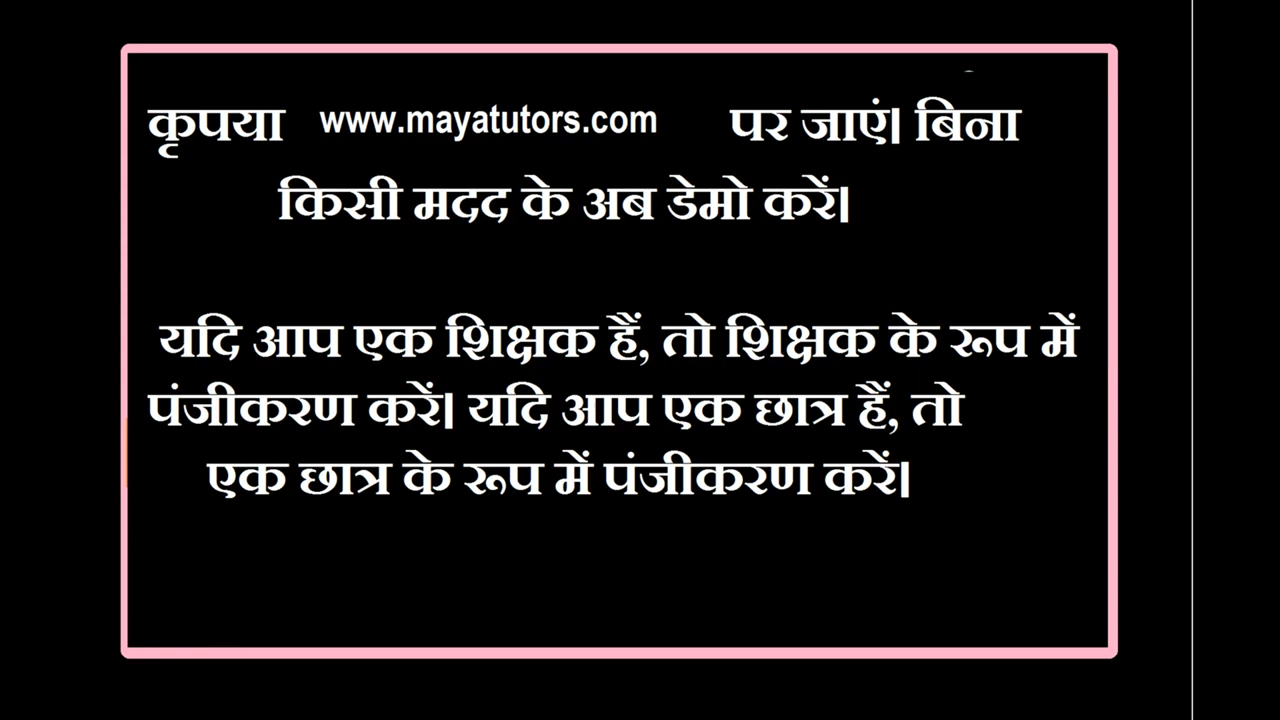 कृपया www.mayatutors.com पर जाएं। बिना
किसी मदद के अब डेमो करें।
यदि आप एक शिक्षक हैं, तो शिक्षक के रूप में
पंजीकरण करें। यदि आप एक छात्र हैं, तो
एक छात्र के रूप में पंजीकरण करें।